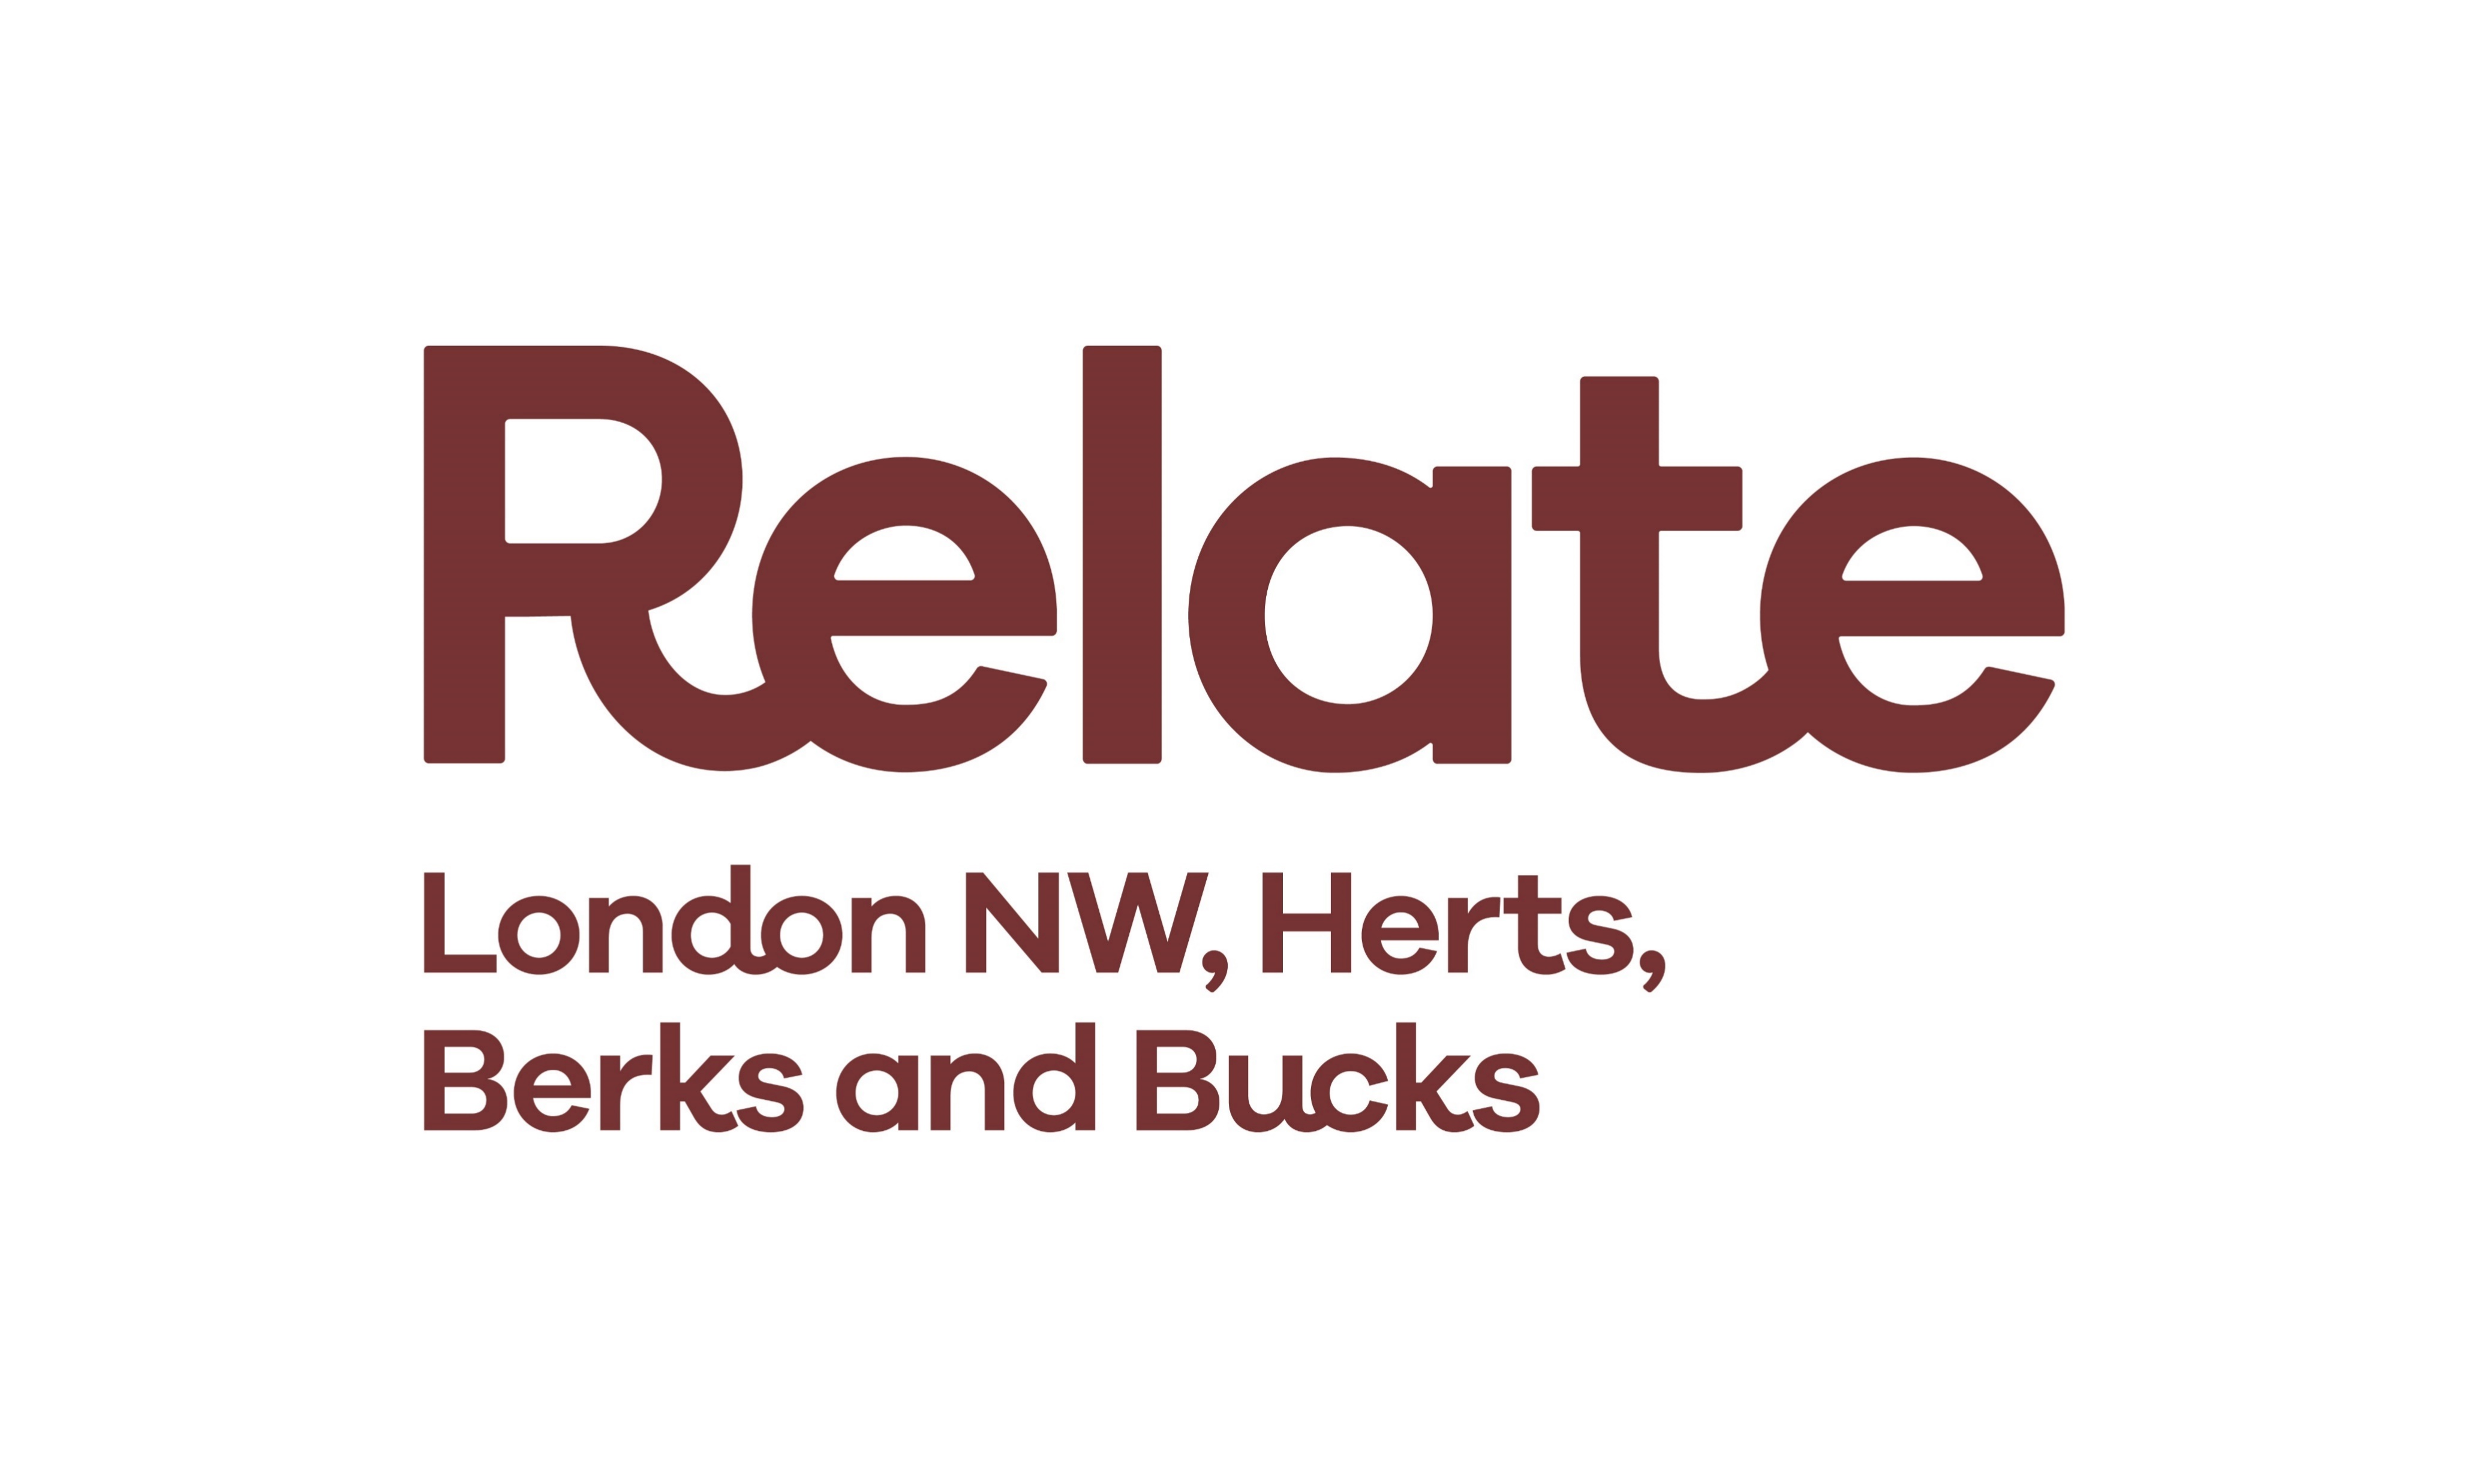 Relate
London NW, Herts,
Berks and Bucks